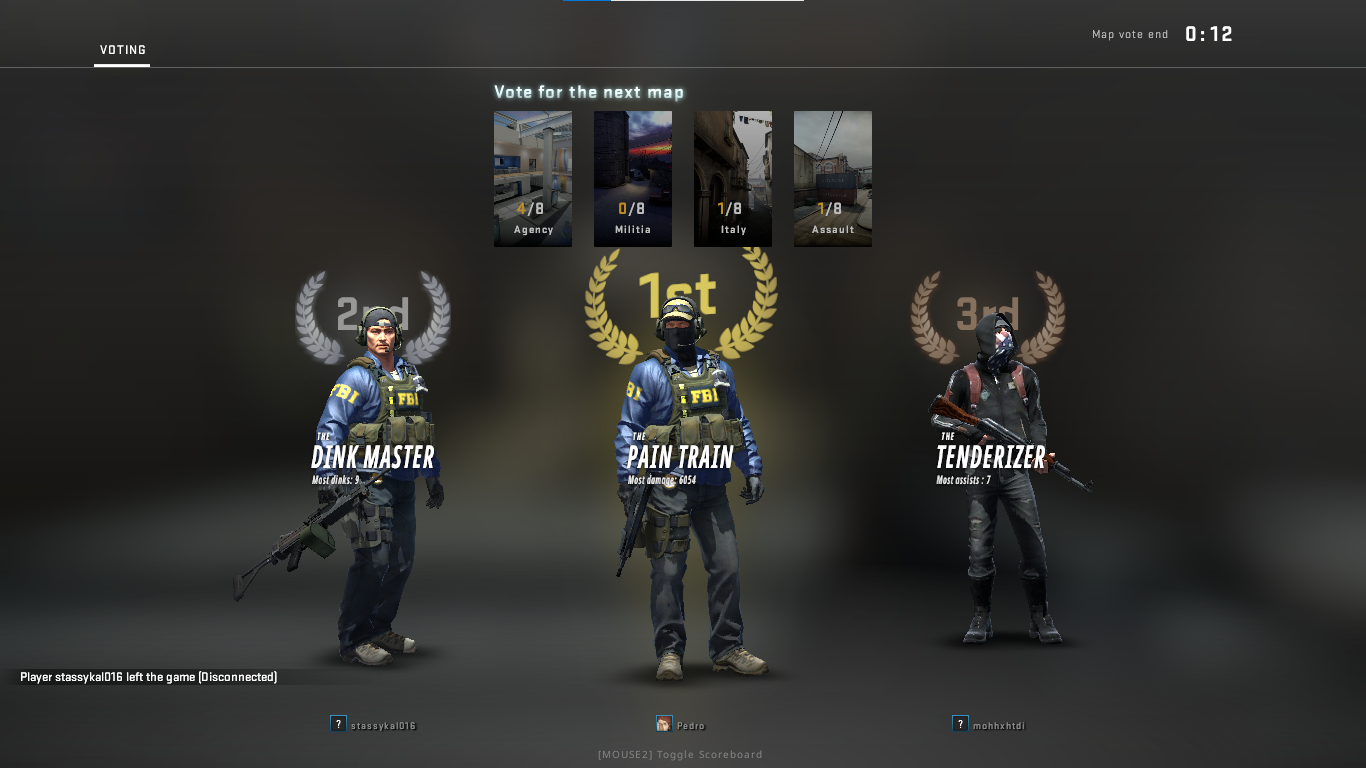 VOTING
Map vote end 0:12
Vote for the next map
4/8
Agency
0/8
Militia
1/8
Italy
1/8
Assault
2nd
1st
3rd
FBI
FBI
FBI
THE
DINK MASTER
Most dinks: 9
THE
PAIN TRAIN
Most damage: 6054
THE
TENDERIZER
Most assists : 7
Player stassykal016 left the game (Disconnected)
? stassykal016
Pedro
? mohhxhtdi
[MOUSE2] Toggle Scoreboard